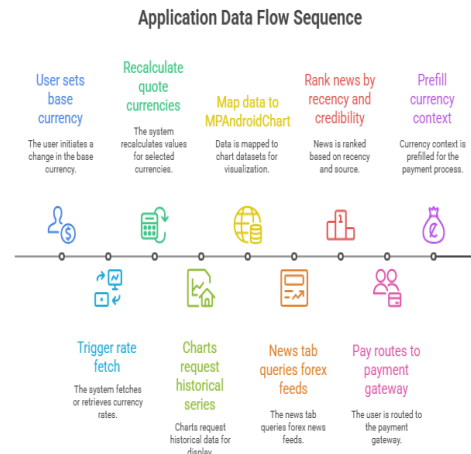 Application Data Flow Sequence
User sets
base
currency
The user initiates a
change in the base
currency.
Recalculate
quote
currencies
The system
recalculates values
for selected
currencies.
Map data to
MPAndroidChart
Data is mapped to
chart datasets for
visualization.
Rank news by
recency and
credibility
News is ranked
based on recency
and source.
Prefill
currency
context
Currency context is
prefilled for the
payment process.
1
Trigger rate
fetch
The system fetches
or retrieves currency
rates.
Charts
request
historical
series
Charts request
historical data for
display.
News tab
queries forex
feeds
The news tab
queries forex news
feeds.
Pay routes to
payment
gateway
The user is routed to
the payment
gateway.